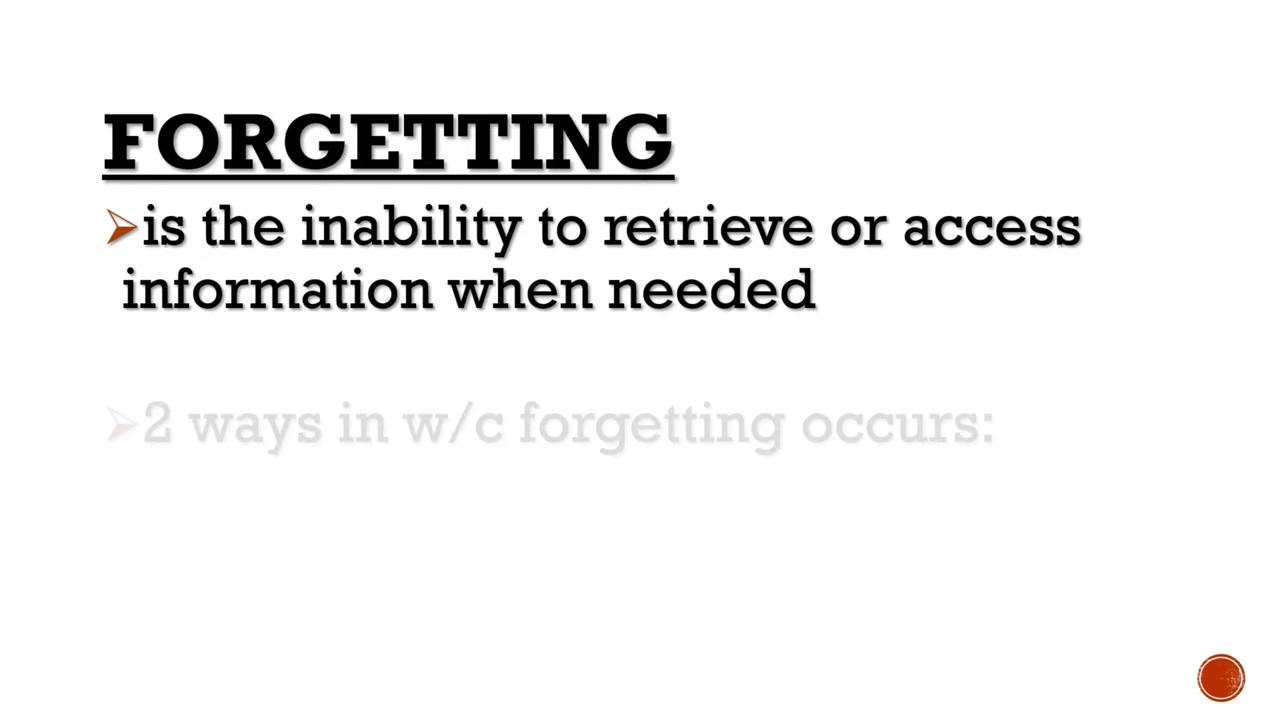 FORGETTING
is the inability to retrieve or access
information when needed
2 ways in w/c forgetting occurs: